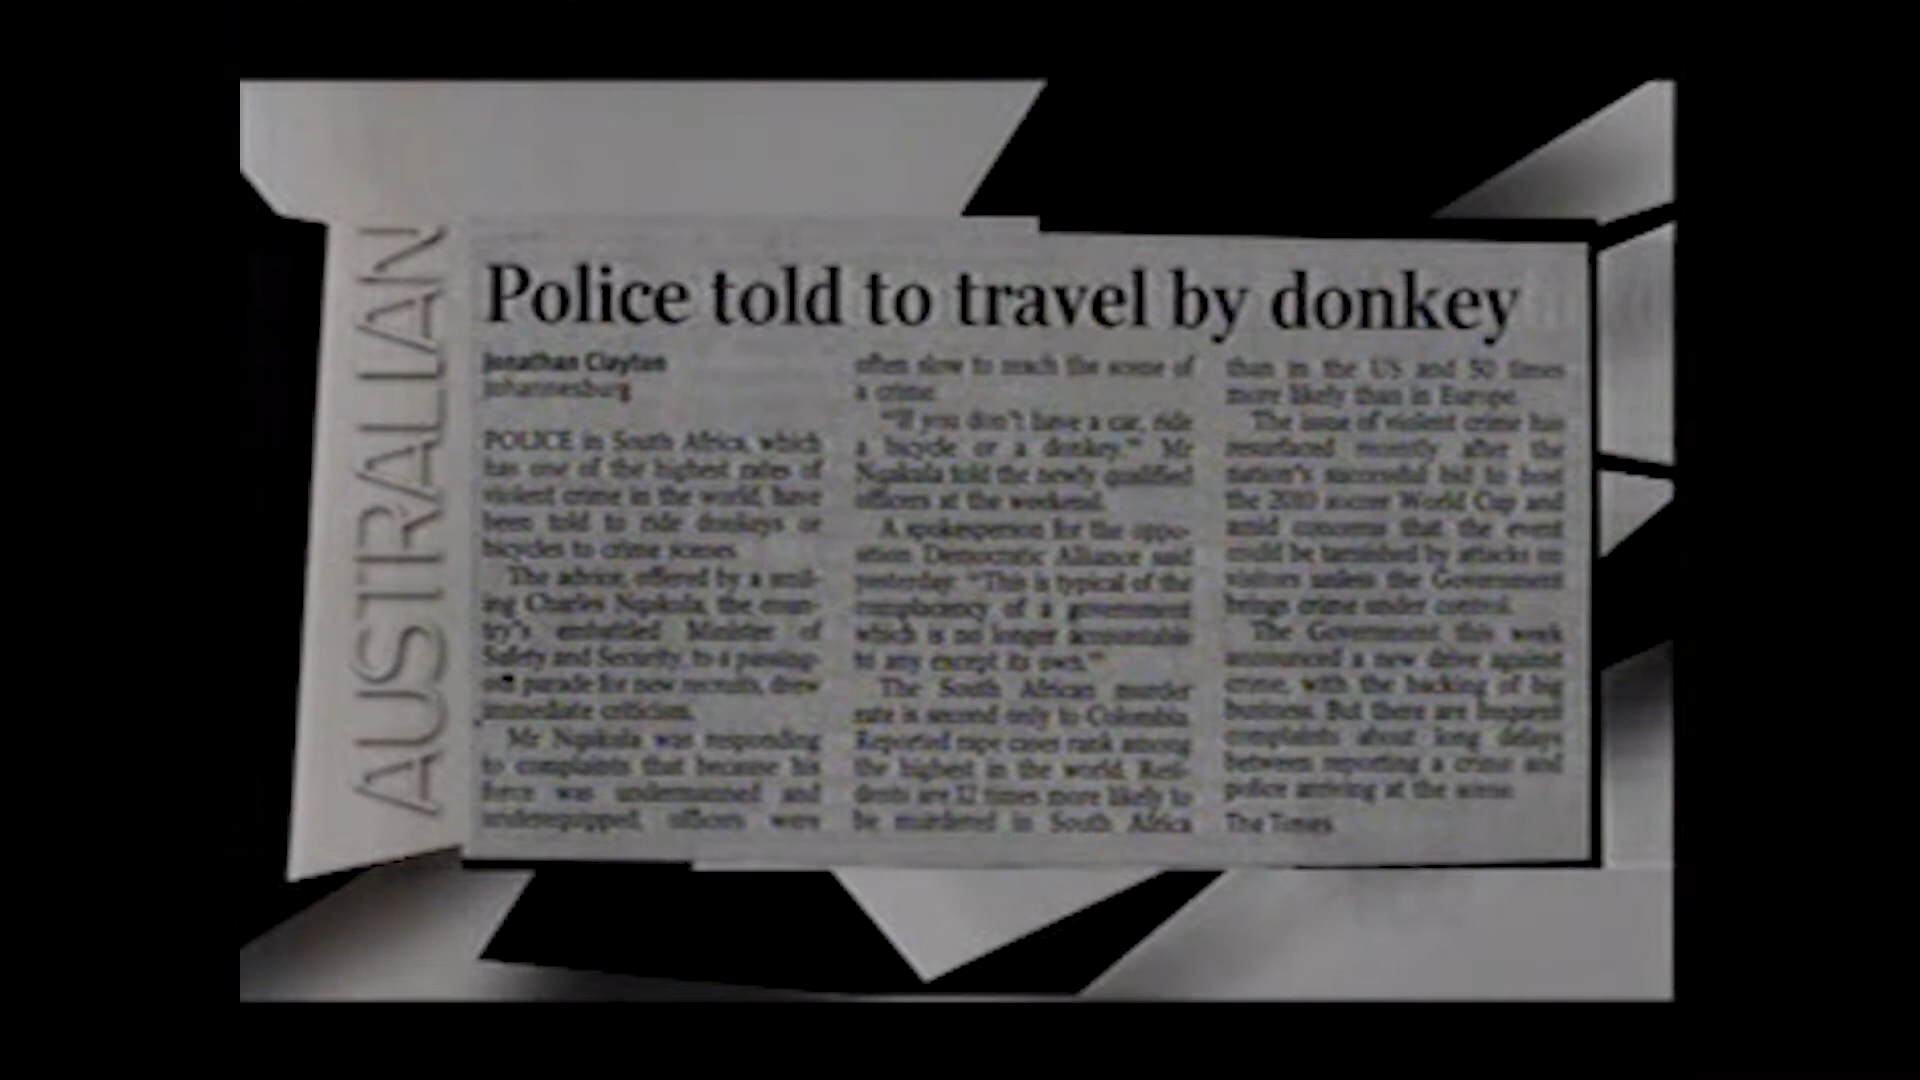 AUSTRALIAN
Police told to travel by donkey
Jonathan Clayton
Johannesburg
POLICE in South Africa, which
has one of the highest rates of
violent crime in the world, have
been told to ride donkeys or
bicycles to crime scenes.
The advice, offered by a smil-
ing Charles Nqakula, the coun-
try's embattled Minister of
Safety and Security, to a passing-
out parade for new recruits, drew
immediate criticism.
Mr Nqakula was responding
to complaints that because his
force was undermanned and
underequipped, officers were
often slow to reach the scene of
a crime.
"If you don't have a car, ride
a bicycle or a donkey," Mr
Nqakula told the newly qualified
officers at the weekend.
A spokesperson for the oppo-
sition Democratic Alliance said
yesterday: "This is typical of the
complacency of a government
which is no longer accountable
to any except its own."
The South African murder
rate is second only to Colombia.
Reported rape cases rank among
the highest in the world. Resi-
dents are 12 times more likely to
be murdered in South Africa
than in the US and 50 times
more likely than in Europe.
The issue of violent crime has
resurfaced recently after the
nation's successful bid to host
the 2010 soccer World Cup and
amid concerns that the event
could be tarnished by attacks on
visitors unless the Government
brings crime under control.
The Government this week
announced a new drive against
crime, with the backing of big
business. But there are frequent
complaints about long delays
between reporting a crime and
police arriving at the scene.
The Times